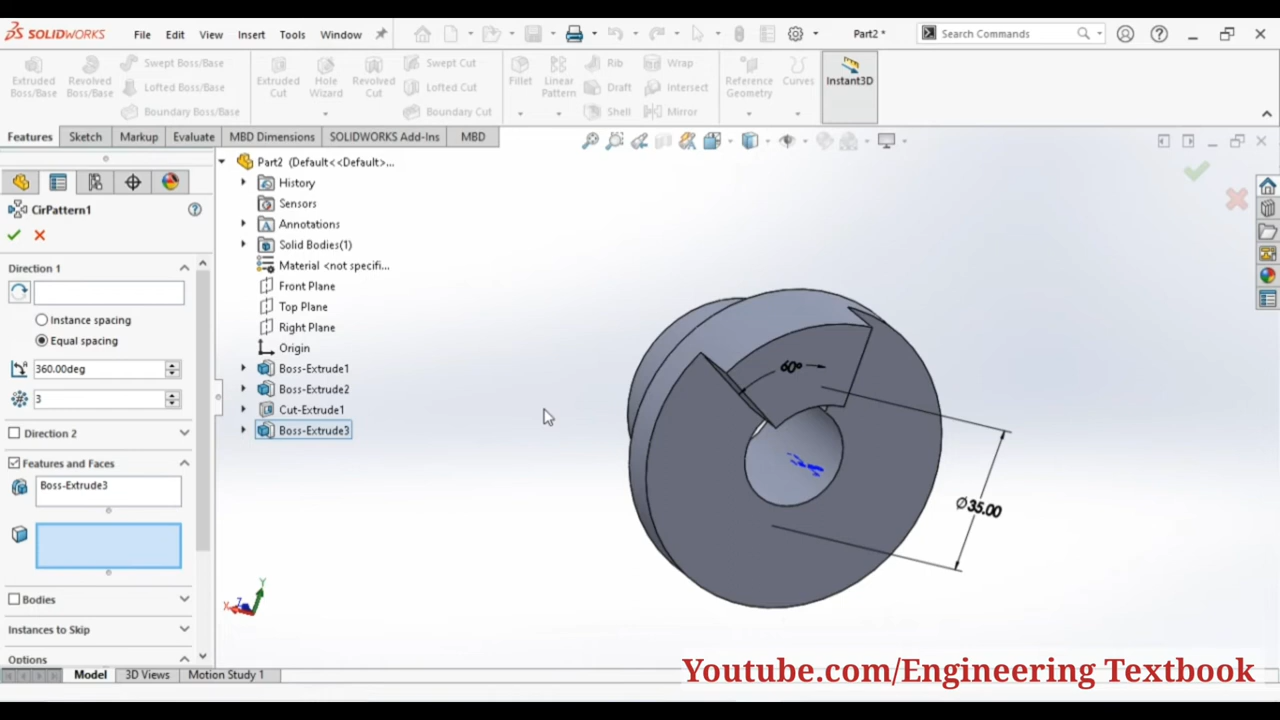 SOLIDWORKS File Edit View Insert Tools Window Part2 * Search Commands
Extruded Boss/Base
Revolved Boss/Base
Swept Boss/Base
Lofted Boss/Base
Boundary Boss/Base
Extruded Cut
Hole Wizard
Revolved Cut
Swept Cut
Lofted Cut
Boundary Cut
Fillet
Linear Pattern
Rib
Draft
Shell
Wrap
Intersect
Mirror
Reference Geometry
Curves
Instant3D
Features Sketch Markup Evaluate MBD Dimensions SOLIDWORKS Add-Ins MBD
CirPattern1
Direction 1
Instance spacing
Equal spacing
360.00deg
3
Direction 2
Features and Faces
Boss-Extrude3
Bodies
Instances to Skip
Options
Part2 (Default<<Default>...
History
Sensors
Annotations
Solid Bodies(1)
Material <not specifi...
Front Plane
Top Plane
Right Plane
Origin
Boss-Extrude1
Boss-Extrude2
Cut-Extrude1
Boss-Extrude3
60°
Ø35.00
Y
X
Z
Model 3D Views Motion Study 1
Youtube.com/Engineering Textbook